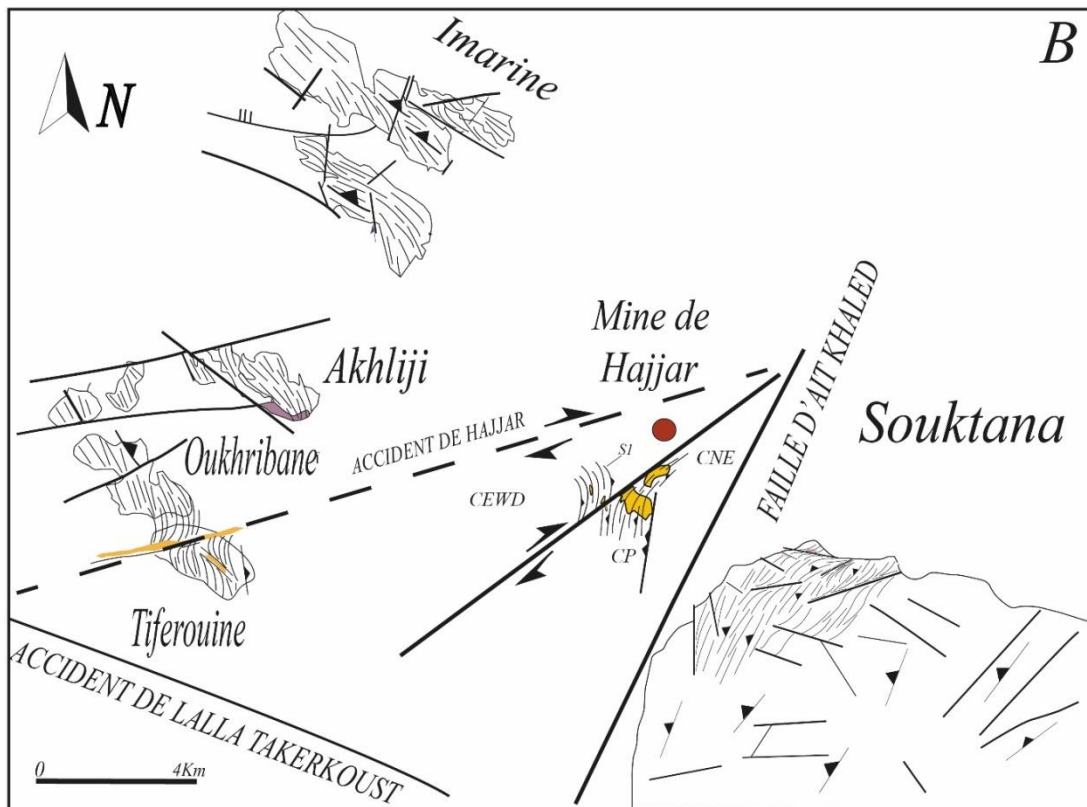 B
Imarine
N
Mine de
Hajjar
FAILLE D'AIT KHALED
Akhliji
Souktana
ACCIDENT DE HAJJAR
Oukhribane
S1
CNE
CEWD
CP
Tiferouine
ACCIDENT DE LALLA TAKERKOUST
0 4Km